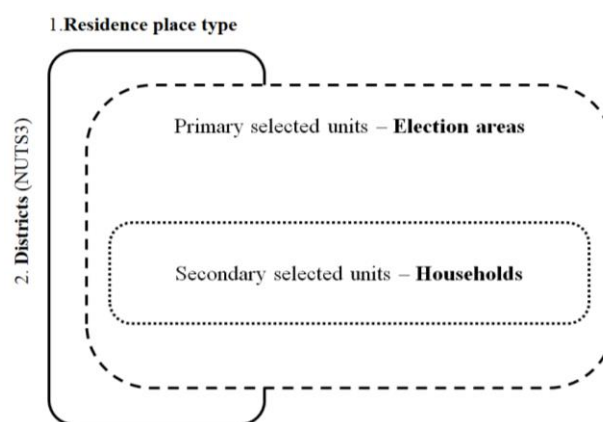 1.Residence place type
2. Districts (NUTS3)
Primary selected units – Election areas
Secondary selected units – Households